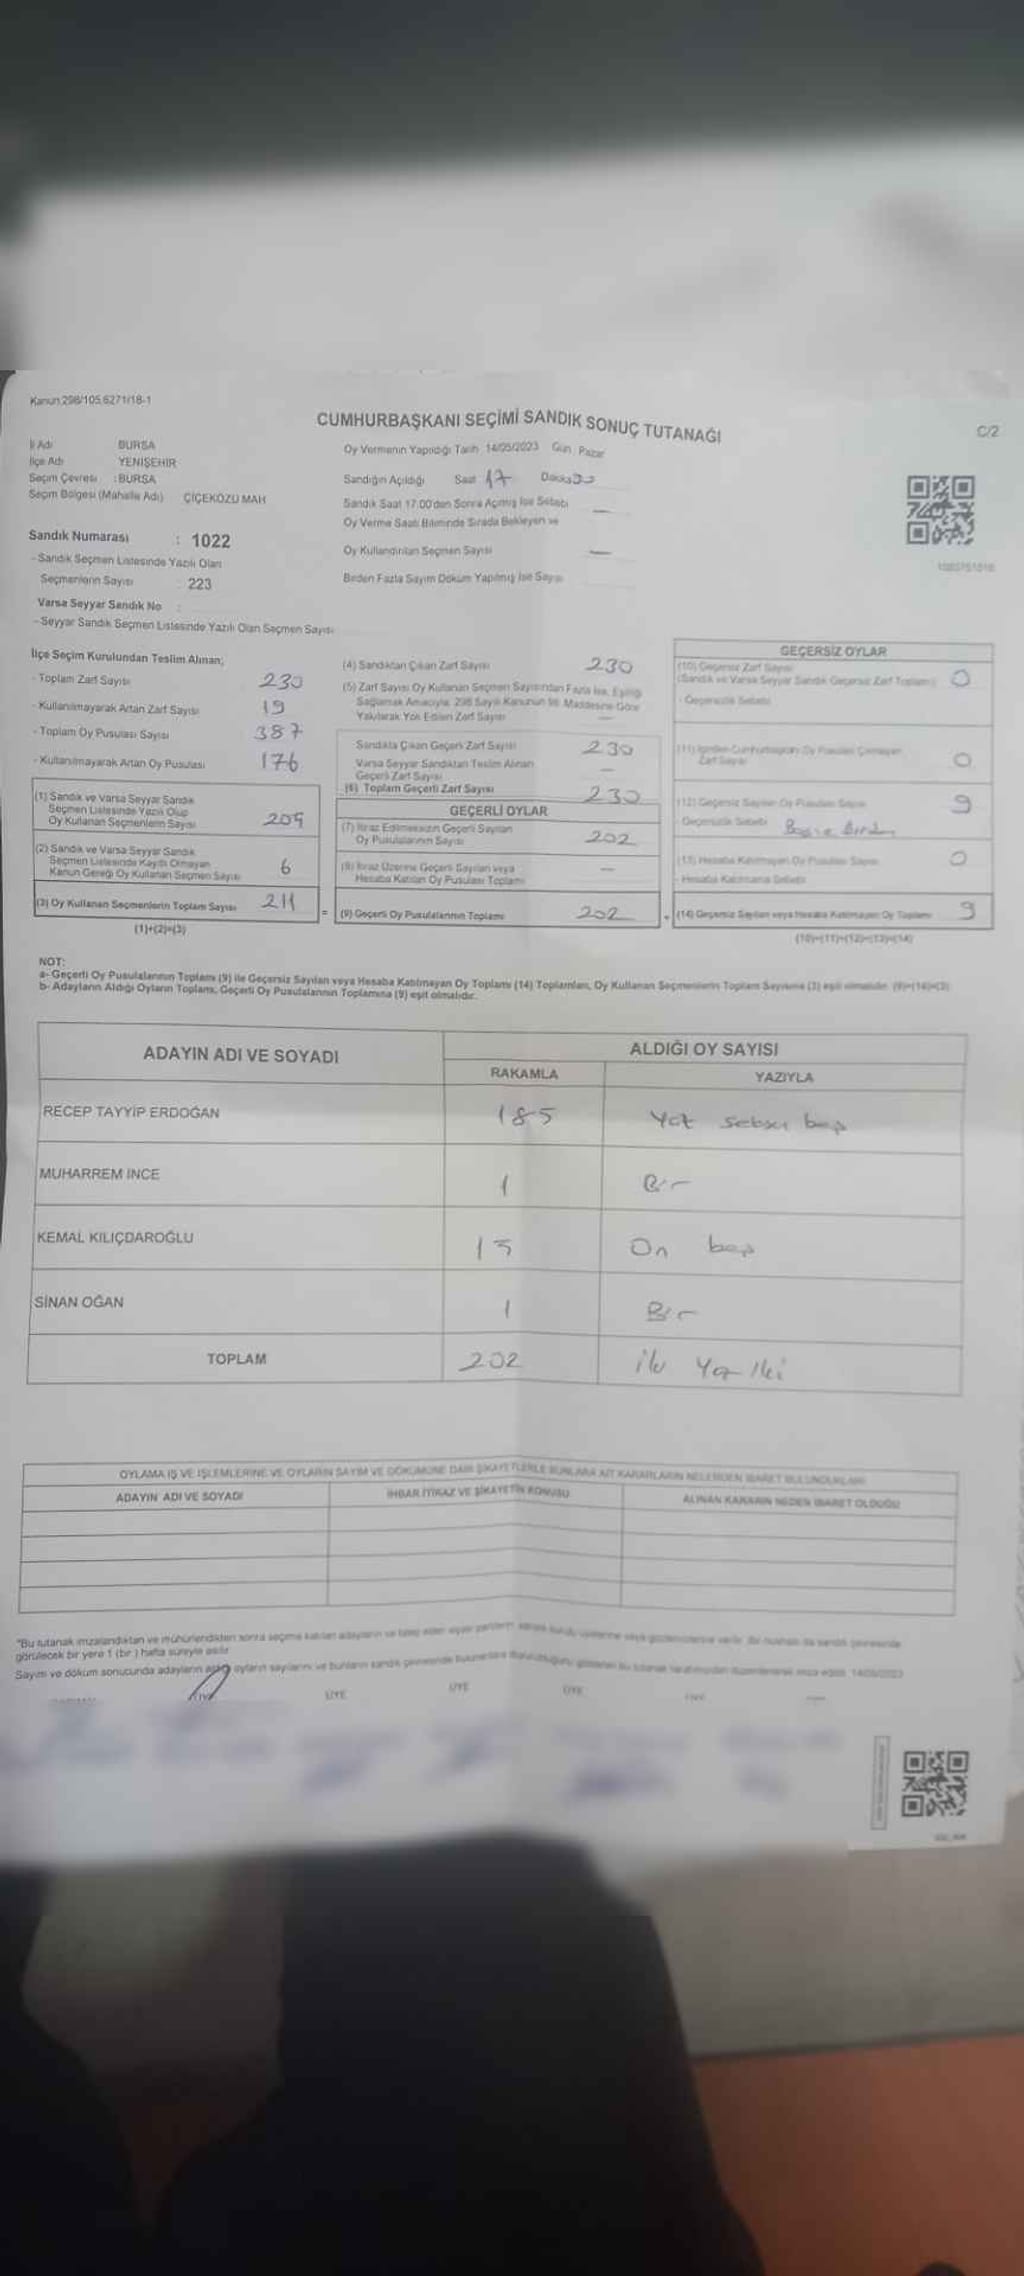 Kanun:298/105,6271/18-1
CUMHURBAŞKANI SEÇİMİ SANDIK SONUÇ TUTANAĞI
C/2
İl Adı BURSA
İlçe Adı YENİŞEHİR
Seçim Çevresi : BURSA
Seçim Bölgesi (Mahalle Adı) ÇİÇEKÖZÜ MAH
Oy Vermenin Yapıldığı Tarih 14/05/2023 Gün Pazar
Sandığın Açıldığı Saat 17 Dakika
Sandık Saat 17:00'den Sonra Açılmış İse Sebebi —
Oy Verme Saati Bitiminde Sırada Bekleyen ve
Oy Kullandırılan Seçmen Sayısı —
Birden Fazla Sayım Döküm Yapılmış İse Sayısı
Sandık Numarası : 1022
- Sandık Seçmen Listesinde Yazılı Olan
Seçmenlerin Sayısı 223
Varsa Seyyar Sandık No :
- Seyyar Sandık Seçmen Listesinde Yazılı Olan Seçmen Sayısı
İlçe Seçim Kurulundan Teslim Alınan;
- Toplam Zarf Sayısı 230
- Kullanılmayarak Artan Zarf Sayısı 19
- Toplam Oy Pusulası Sayısı 387
- Kullanılmayarak Artan Oy Pusulası 176
(1) Sandık ve Varsa Seyyar Sandık
Seçmen Listesinde Yazılı Olup
Oy Kullanan Seçmenlerin Sayısı 205
(2) Sandık ve Varsa Seyyar Sandık
Seçmen Listesinde Kayıtlı Olmayan
Kanun Gereği Oy Kullanan Seçmen Sayısı 6
(3) Oy Kullanan Seçmenlerin Toplam Sayısı 211
(1)+(2)=(3)
(4) Sandıktan Çıkan Zarf Sayısı 230
(5) Zarf Sayısı Oy Kullanan Seçmen Sayısından Fazla İse, Eşitliği
Sağlamak Amacıyla, 298 Sayılı Kanunun 98. Maddesine Göre
Yakılarak Yok Edilen Zarf Sayısı —
Sandıkta Çıkan Geçerli Zarf Sayısı 230
Varsa Seyyar Sandıktan Teslim Alınan
Geçerli Zarf Sayısı —
(6) Toplam Geçerli Zarf Sayısı 230
GEÇERLİ OYLAR
(7) İtiraz Edilmeksizin Geçerli Sayılan
Oy Pusulalarının Sayısı 202
(8) İtiraz Üzerine Geçerli Sayılan veya
Hesaba Katılan Oy Pusulası Toplamı —
= (9) Geçerli Oy Pusulalarının Toplamı 202
GEÇERSİZ OYLAR
(10) Geçersiz Zarf Sayısı
(Sandık ve Varsa Seyyar Sandık Geçersiz Zarf Toplamı) 0
- Geçersizlik Sebebi
(11) İçinden Cumhurbaşkanı Oy Pusulası Çıkmayan
Zarf Sayısı 0
(12) Geçersiz Sayılan Oy Pusulası Sayısı 9
- Geçersizlik Sebebi
(13) Hesaba Katılmayan Oy Pusulası Sayısı 0
- Hesaba Katılmama Sebebi
+ (14) Geçersiz Sayılan veya Hesaba Katılmayan Oy Toplamı 9
(10)+(11)+(12)+(13)=(14)
NOT:
a- Geçerli Oy Pusulalarının Toplamı (9) ile Geçersiz Sayılan veya Hesaba Katılmayan Oy Toplamı (14) Toplamları, Oy Kullanan Seçmenlerin Toplam Sayısına (3) eşit olmalıdır. (9)+(14)=(3)
b- Adayların Aldığı Oyların Toplamı, Geçerli Oy Pusulalarının Toplamına (9) eşit olmalıdır.
ADAYIN ADI VE SOYADI ALDIĞI OY SAYISI
RAKAMLA YAZIYLA
RECEP TAYYİP ERDOĞAN 185 Yüz seksen beş
MUHARREM İNCE 1 Bir
KEMAL KILIÇDAROĞLU 15 On beş
SİNAN OĞAN 1 Bir
TOPLAM 202 iki Yüz iki
OYLAMA İŞ VE İŞLEMLERİNE VE OYLARIN SAYIM VE DÖKÜMÜNE DAİR ŞİKAYETLERLE BUNLARA AİT KARARLARIN NELERDEN İBARET BULUNDUKLARI
ADAYIN ADI VE SOYADI İHBAR İTİRAZ VE ŞİKAYETİN KONUSU ALINAN KARARIN NEDEN İBARET OLDUĞU
*Bu tutanak imzalandıktan ve mühürlendikten sonra seçime katılan adayların ve talep eden siyasi partilerin
görülecek bir yere 1 (bir) hafta süreyle asılır.
Sayım ve döküm sonucunda adayların aldığı oyların sayılarını ve bunların sandık çevresinde 14/05/2023
ÜYE ÜYE ÜYE